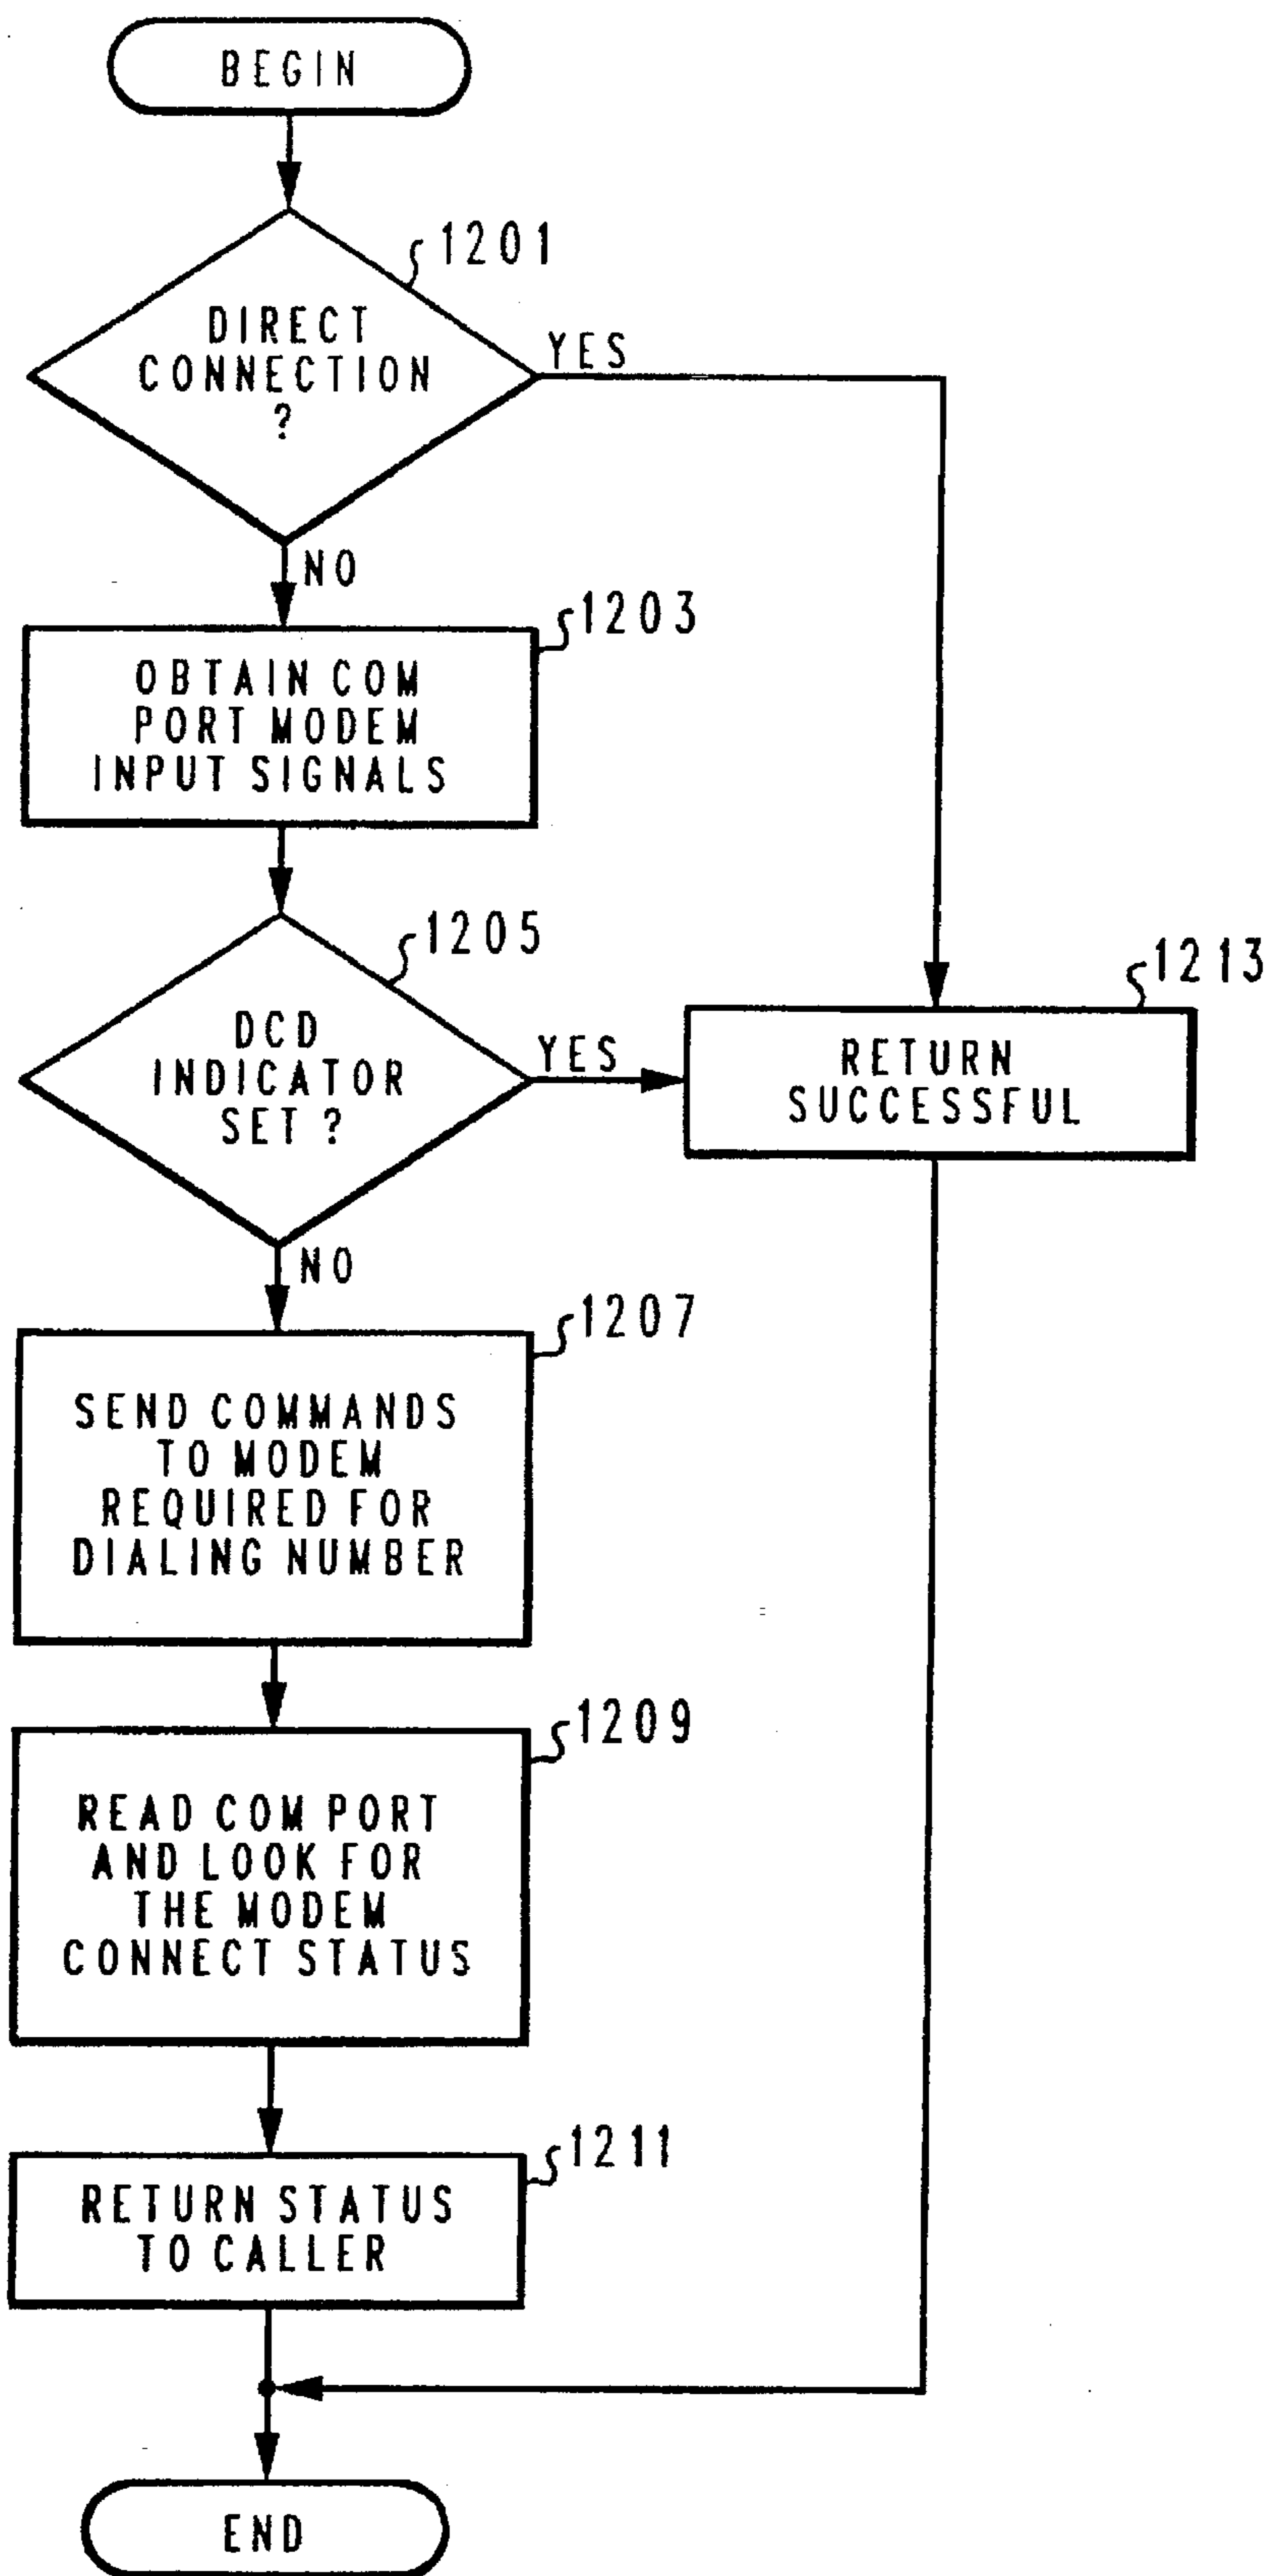 BEGIN
1201
DIRECT
CONNECTION
?
YES
NO
1203
OBTAIN COM
PORT MODEM
INPUT SIGNALS
1205
DCD
INDICATOR
SET ?
YES
1213
RETURN
SUCCESSFUL
NO
1207
SEND COMMANDS
TO MODEM
REQUIRED FOR
DIALING NUMBER
1209
READ COM PORT
AND LOOK FOR
THE MODEM
CONNECT STATUS
1211
RETURN STATUS
TO CALLER
END